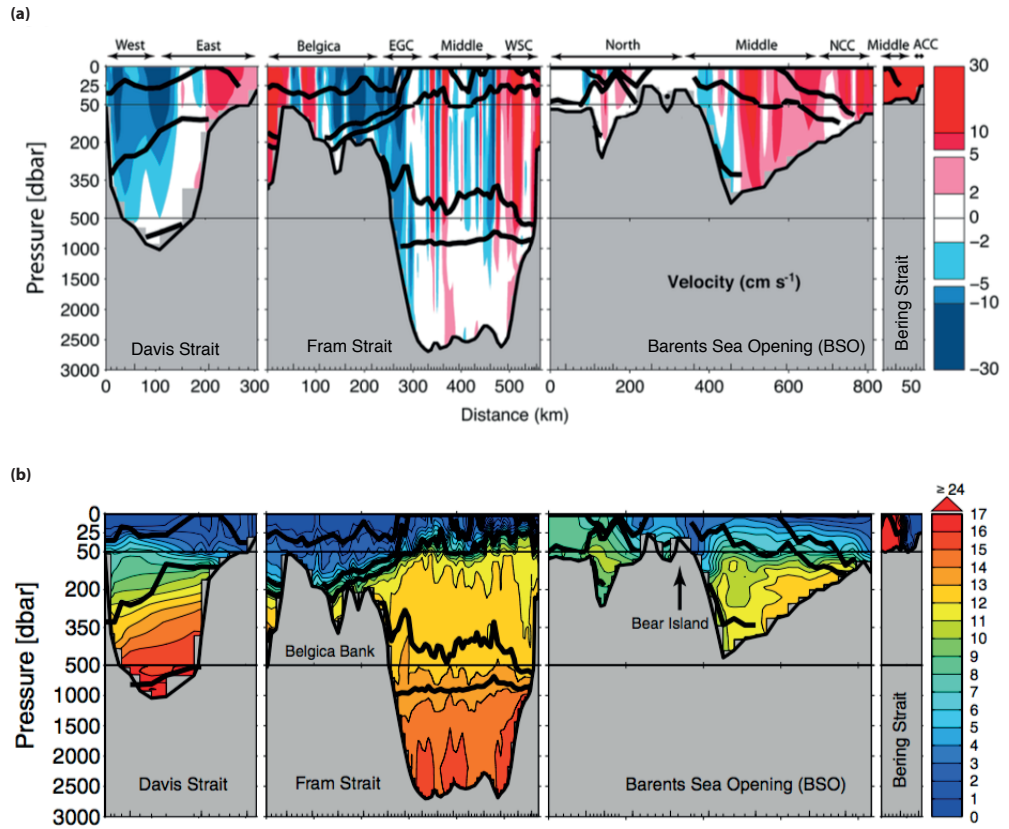 (a)
West East Belgica EGC Middle WSC North Middle NCC Middle ACC
0
25
50
200
350
500
1000
1500
2000
2500
3000
Pressure [dbar]
Davis Strait
Fram Strait
Velocity (cm s⁻¹)
Barents Sea Opening (BSO)
Bering Strait
30
10
5
2
0
−2
−5
−10
−30
0 100 200 300 100 200 300 400 500 0 200 400 600 800 0 50
Distance (km)
(b)
≥ 24
0
25
50
200
350
500
1000
1500
2000
2500
3000
Pressure [dbar]
Belgica Bank
Bear Island
Davis Strait
Fram Strait
Barents Sea Opening (BSO)
Bering Strait
17
16
15
14
13
12
11
10
9
8
7
6
5
4
3
2
1
0